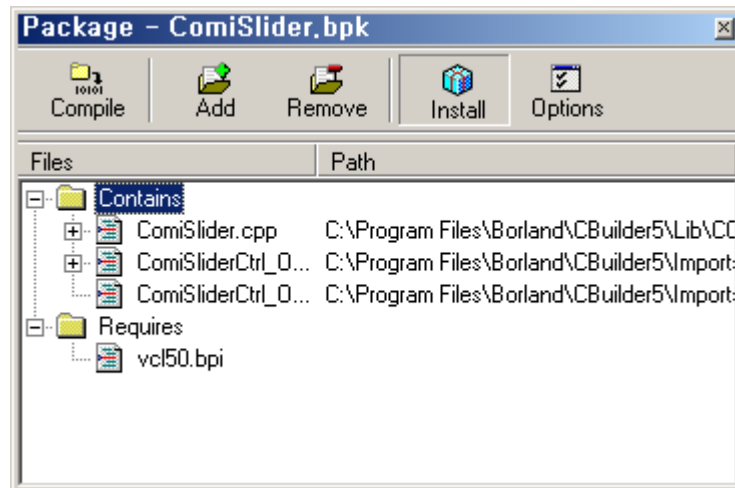 Package - ComiSlider.bpk
Compile Add Remove Install Options
Files Path
Contains
ComiSlider.cpp C:\Program Files\Borland\CBuilder5\Lib\CO
ComiSliderCtrl_O... C:\Program Files\Borland\CBuilder5\Import
ComiSliderCtrl_O... C:\Program Files\Borland\CBuilder5\Import
Requires
vcl50.bpi